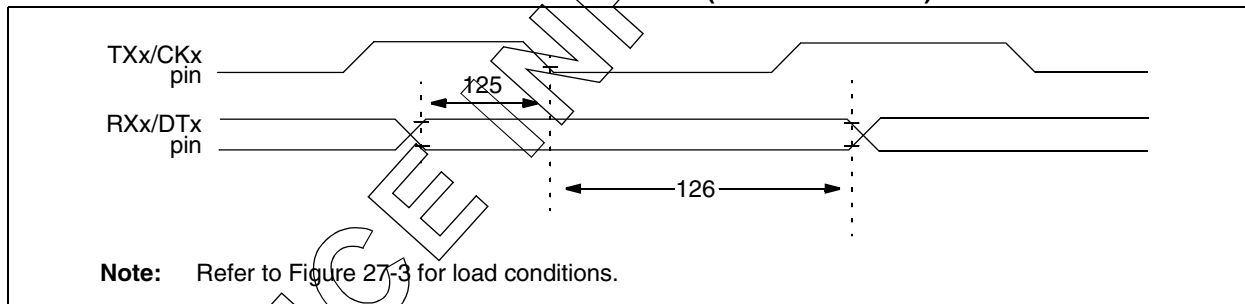 TXx/CKx
pin
125
RXx/DTx
pin
126
Note: Refer to Figure 27-3 for load conditions.